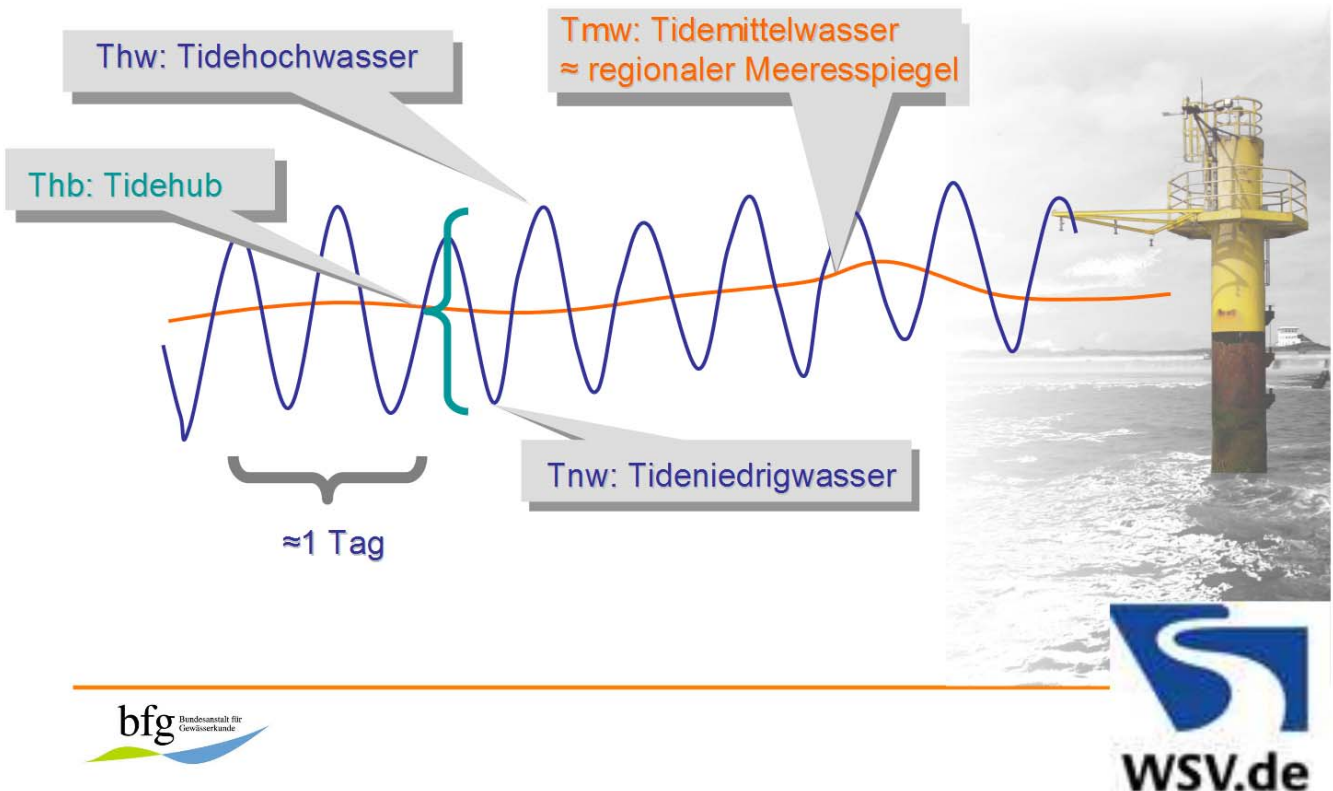 Thw: Tidehochwasser
Tmw: Tidemittelwasser
≈ regionaler Meeresspiegel
Thb: Tidehub
Tnw: Tideniedrigwasser
≈1 Tag
bfg Bundesanstalt für
Gewässerkunde
WSV.de